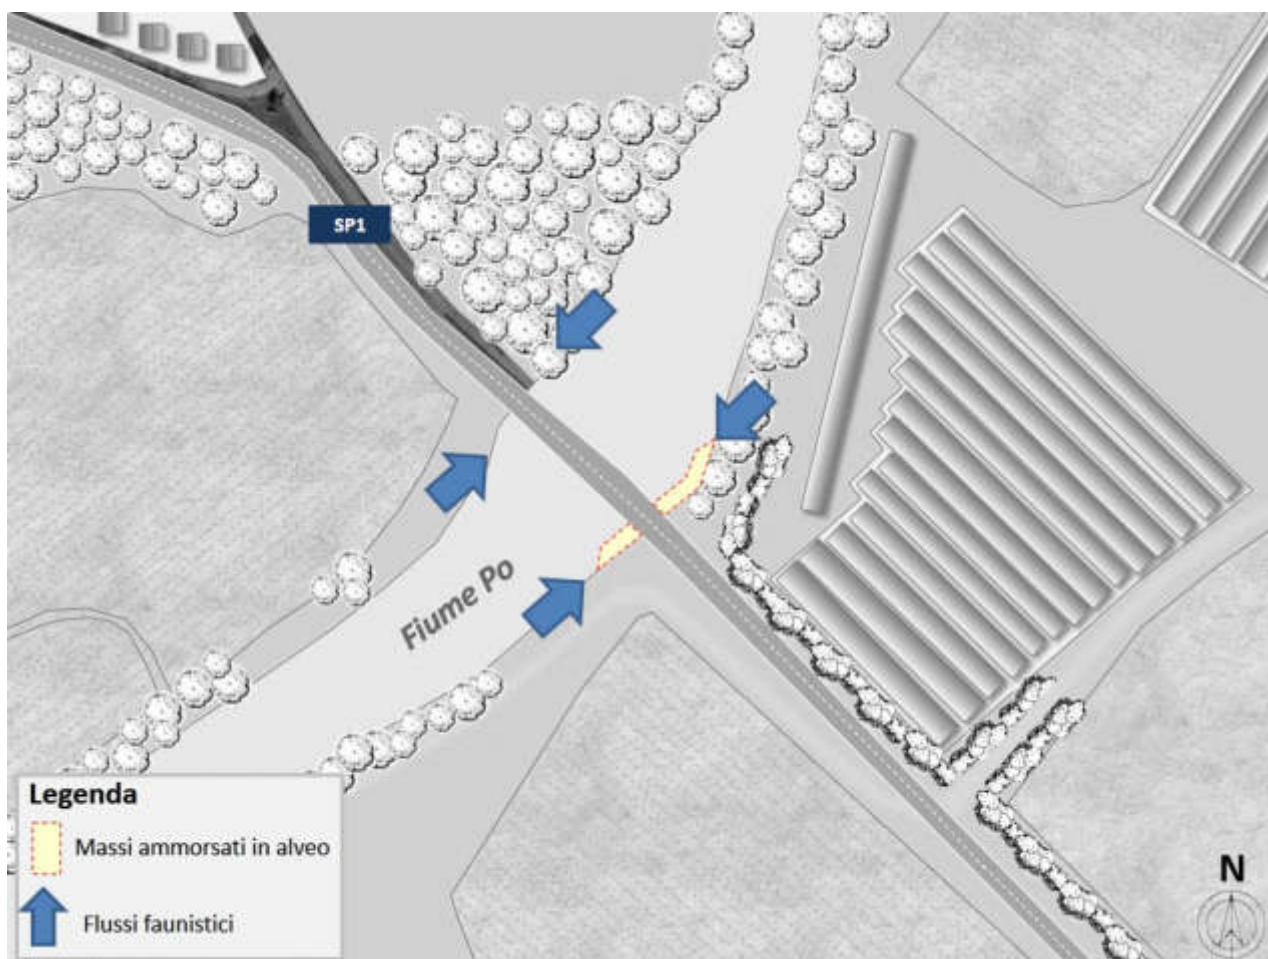 SP1
Fiume Po
Legenda
Massi ammorsati in alveo
Flussi faunistici
N